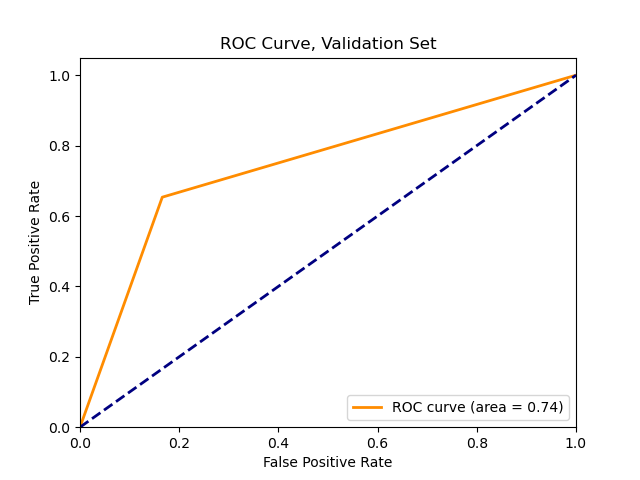 ROC Curve, Validation Set
True Positive Rate
1.0
0.8
0.6
0.4
0.2
0.0
ROC curve (area = 0.74)
0.0 0.2 0.4 0.6 0.8 1.0
False Positive Rate